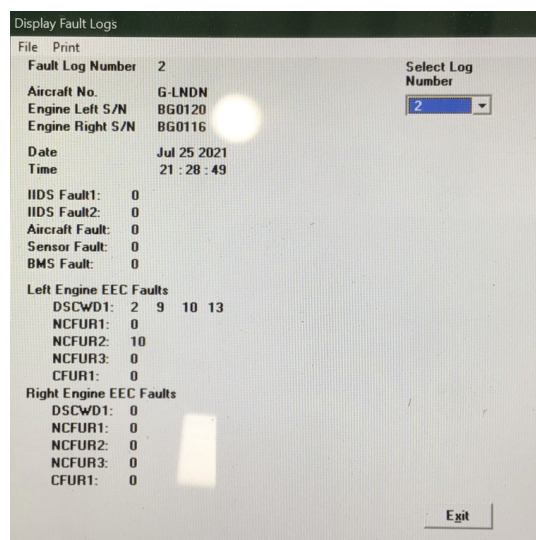 Display Fault Logs
File Print
Fault Log Number 2
Select Log Number
2
Aircraft No. G-LNDN
Engine Left S/N BG0120
Engine Right S/N BG0116
Date Jul 25 2021
Time 21 : 28 : 49
IIDS Fault1: 0
IIDS Fault2: 0
Aircraft Fault: 0
Sensor Fault: 0
BMS Fault: 0
Left Engine EEC Faults
DSCWD1: 2 9 10 13
NCFUR1: 0
NCFUR2: 10
NCFUR3: 0
CFUR1: 0
Right Engine EEC Faults
DSCWD1: 0
NCFUR1: 0
NCFUR2: 0
NCFUR3: 0
CFUR1: 0
Exit